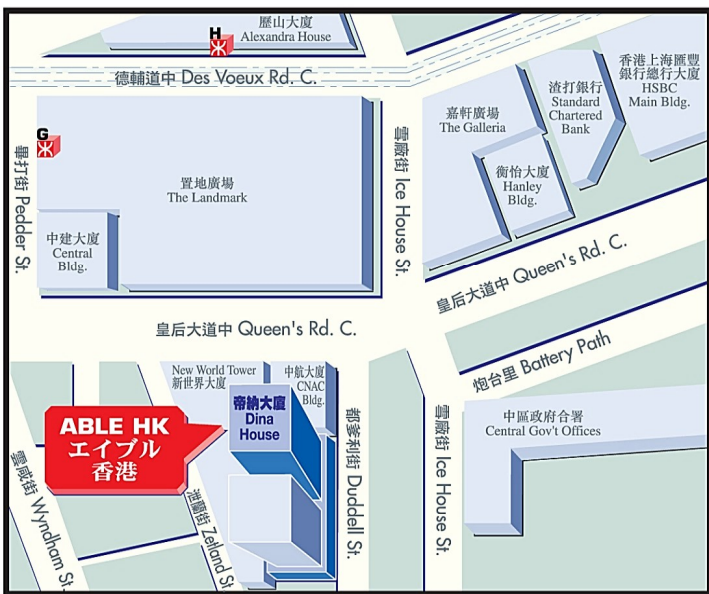 歷山大廈
Alexandra House
H
德輔道中 Des Voeux Rd. C.
香港上海匯豐
銀行總行大廈
HSBC
Main Bldg.
渣打銀行
Standard
Chartered
Bank
嘉軒廣場
The Galleria
衡怡大廈
Hanley
Bldg.
G
畢打街 Pedder St.
置地廣場
The Landmark
雪廠街 Ice House St.
中建大廈
Central
Bldg.
皇后大道中 Queen's Rd. C.
皇后大道中 Queen's Rd. C.
炮台里 Battery Path
New World Tower
新世界大廈
中航大廈
CNAC
Bldg.
帝納大廈
Dina
House
ABLE HK
エイブル
香港
都爹利街 Duddell St.
雪廠街 Ice House St.
中區政府合署
Central Gov't Offices
雲咸街 Wyndham St.
泄蘭街 Zetland St.